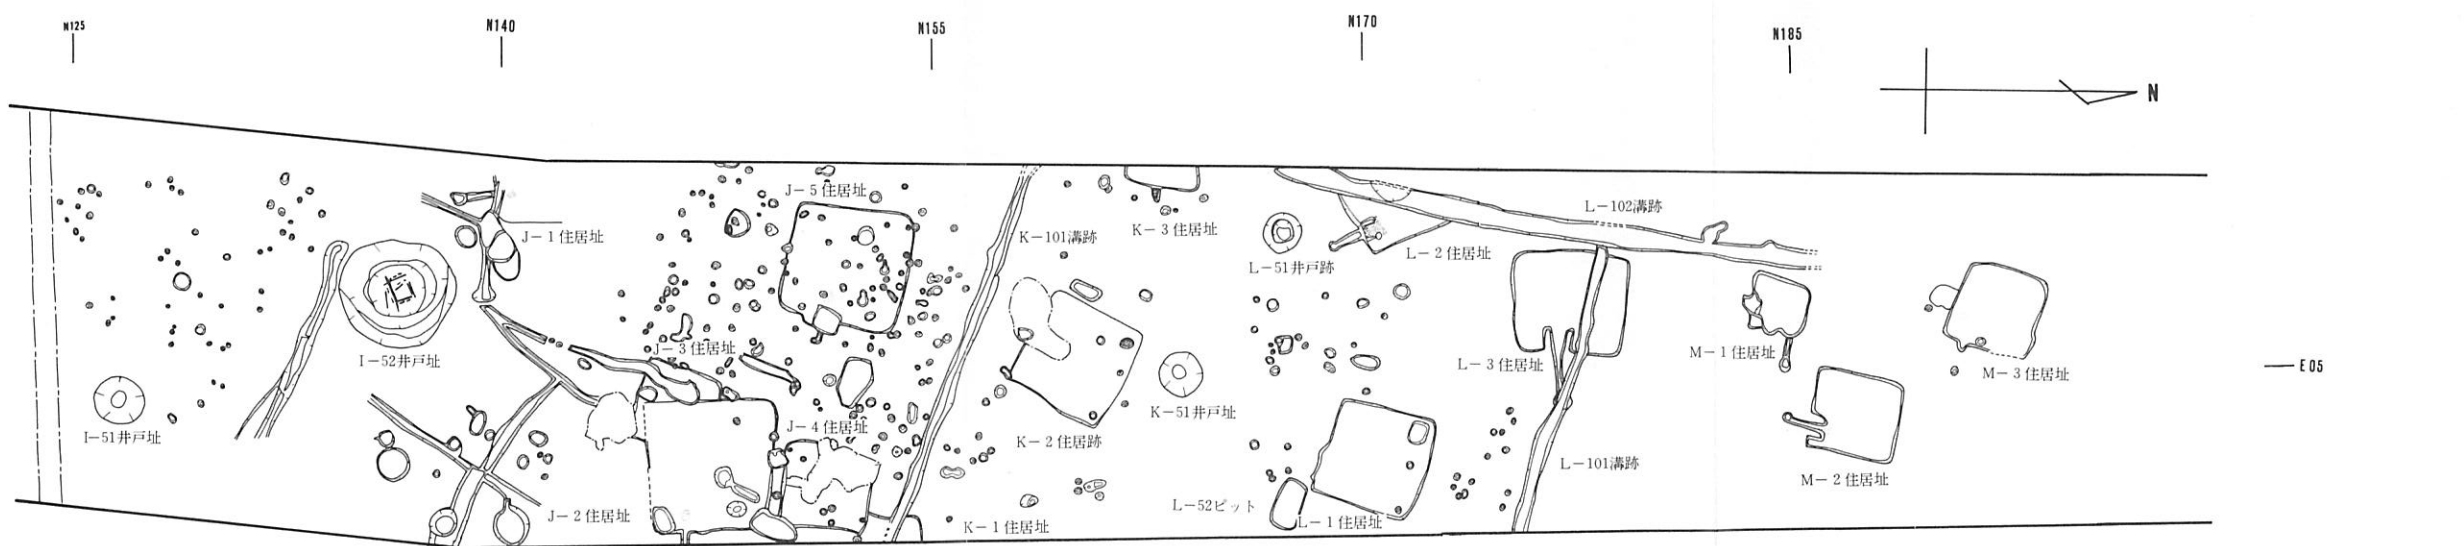 N125
N140
N155
N170
N185
N
J-5住居址
L-102溝跡
J-1住居址
K-101溝跡
K-3住居址
L-2住居址
L-51井戸跡
I-52井戸址
J-3住居址
L-3住居址
M-1住居址
M-3住居址
E05
K-51井戸址
I-51井戸址
J-4住居址
K-2住居跡
L-101溝跡
M-2住居址
L-52ピット
J-2住居址
K-1住居址
L-1住居址